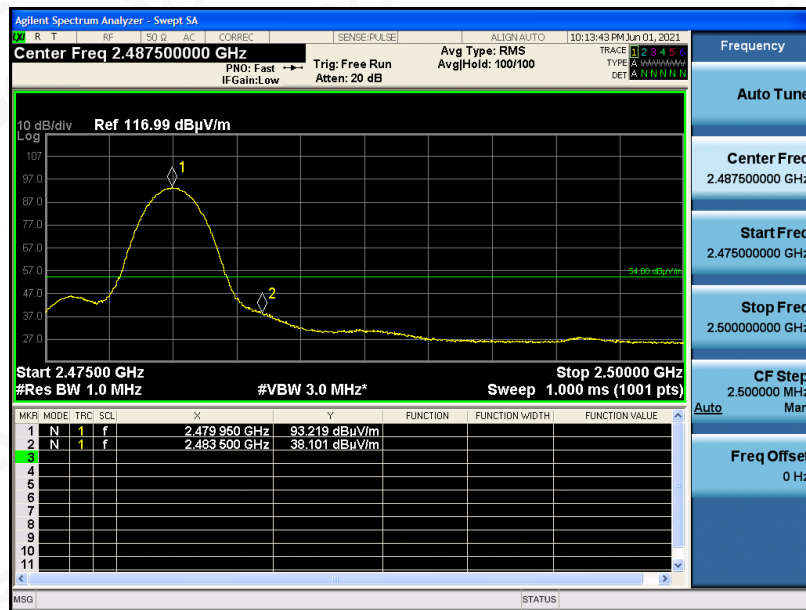 Agilent Spectrum Analyzer - Swept SA
LXI R T RF 50 Ω AC CORREC SENSE:PULSE ALIGN AUTO 10:13:43 PM Jun 01, 2021
Center Freq 2.487500000 GHz
PNO: Fast
IFGain:Low
Trig: Free Run
Atten: 20 dB
Avg Type: RMS
Avg|Hold: 100/100
TRACE 1 2 3 4 5 6
TYPE A WWWWW
DET A N N N N N
10 dB/div
Log
Ref 116.99 dBµV/m
107
97.0
87.0
77.0
67.0
57.0
47.0
37.0
27.0
1
2
54.00 dBµV/m
Start 2.47500 GHz
Stop 2.50000 GHz
#Res BW 1.0 MHz
#VBW 3.0 MHz*
Sweep 1.000 ms (1001 pts)
MKR MODE TRC SCL X Y FUNCTION FUNCTION WIDTH FUNCTION VALUE
1 N 1 f 2.479 950 GHz 93.219 dBµV/m
2 N 1 f 2.483 500 GHz 38.101 dBµV/m
3
4
5
6
7
8
9
10
11
MSG
STATUS
Frequency
Auto Tune
Center Freq
2.487500000 GHz
Start Freq
2.475000000 GHz
Stop Freq
2.500000000 GHz
CF Step
2.500000 MHz
Auto Man
Freq Offset
0 Hz